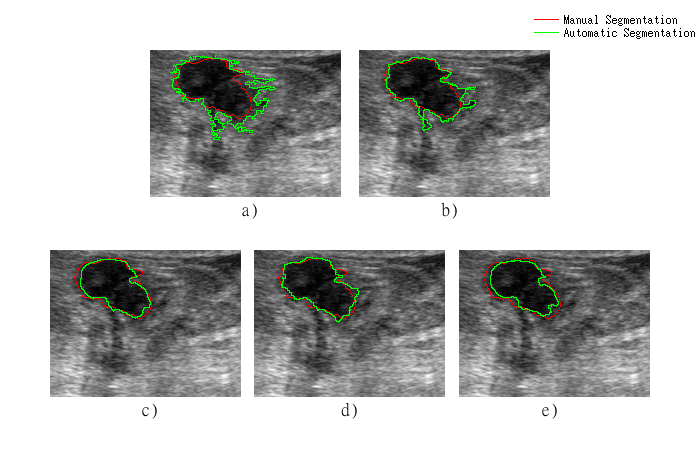 Manual Segmentation
Automatic Segmentation
a)
b)
c)
d)
e)